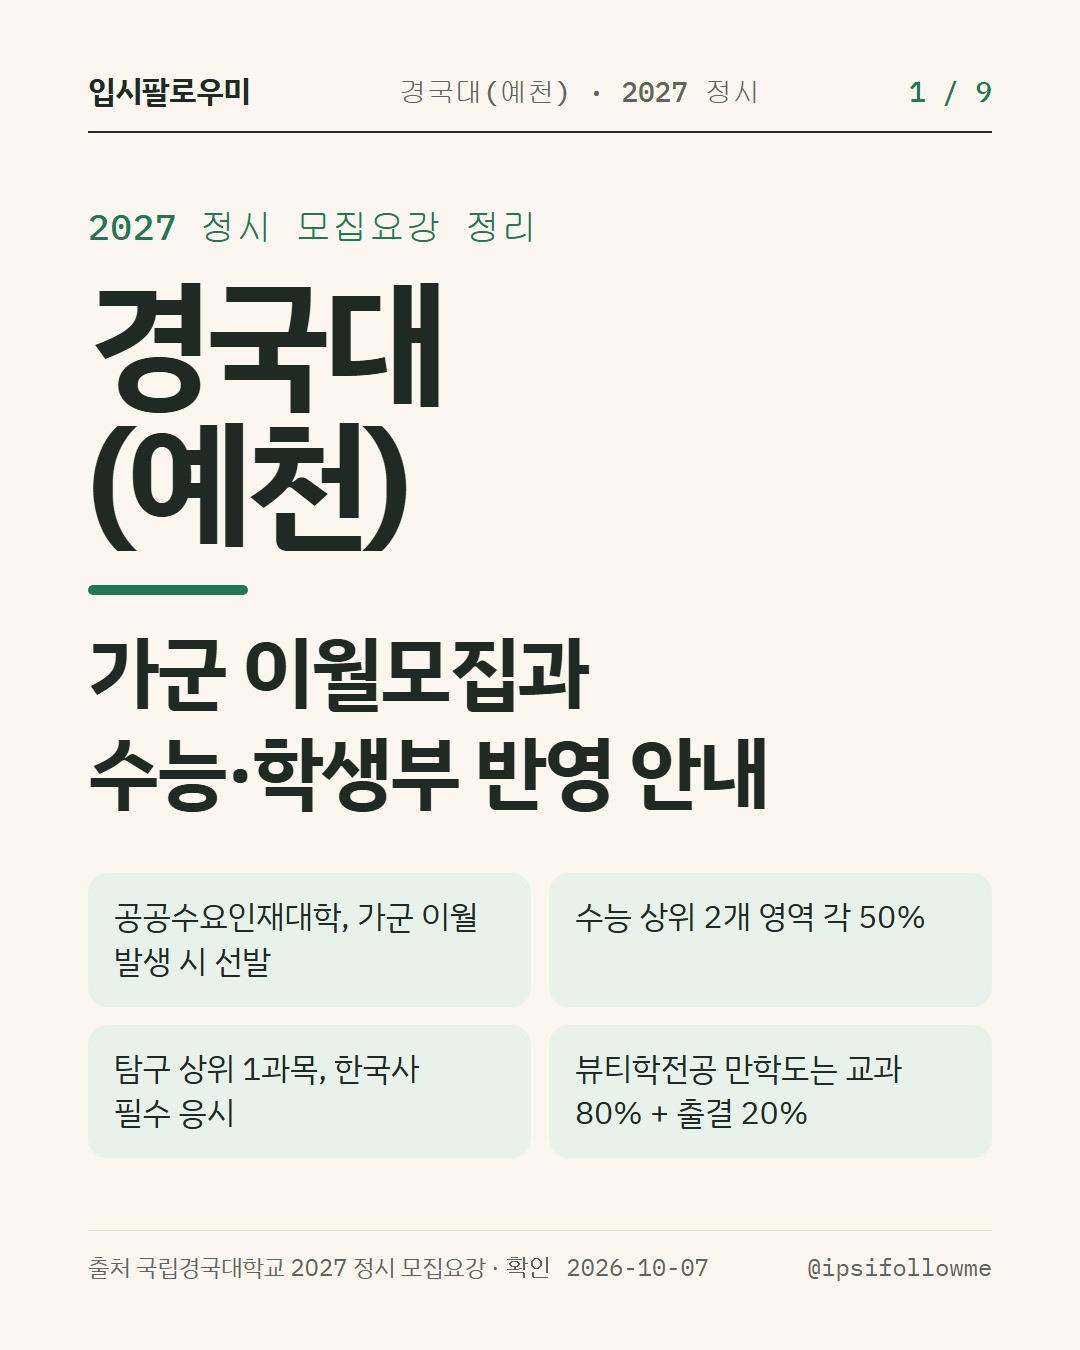 입시팔로우미
경국대(예천) · 2027 정시
1 / 9
2027 정시 모집요강 정리
경국대
(예천)
가군 이월모집과
수능·학생부 반영 안내
공공수요인재대학, 가군 이월
발생 시 선발
수능 상위 2개 영역 각 50%
탐구 상위 1과목, 한국사
필수 응시
뷰티학전공 만학도는 교과
80% + 출결 20%
출처 국립경국대학교 2027 정시 모집요강 · 확인 2026-10-07
@ipsifollowme